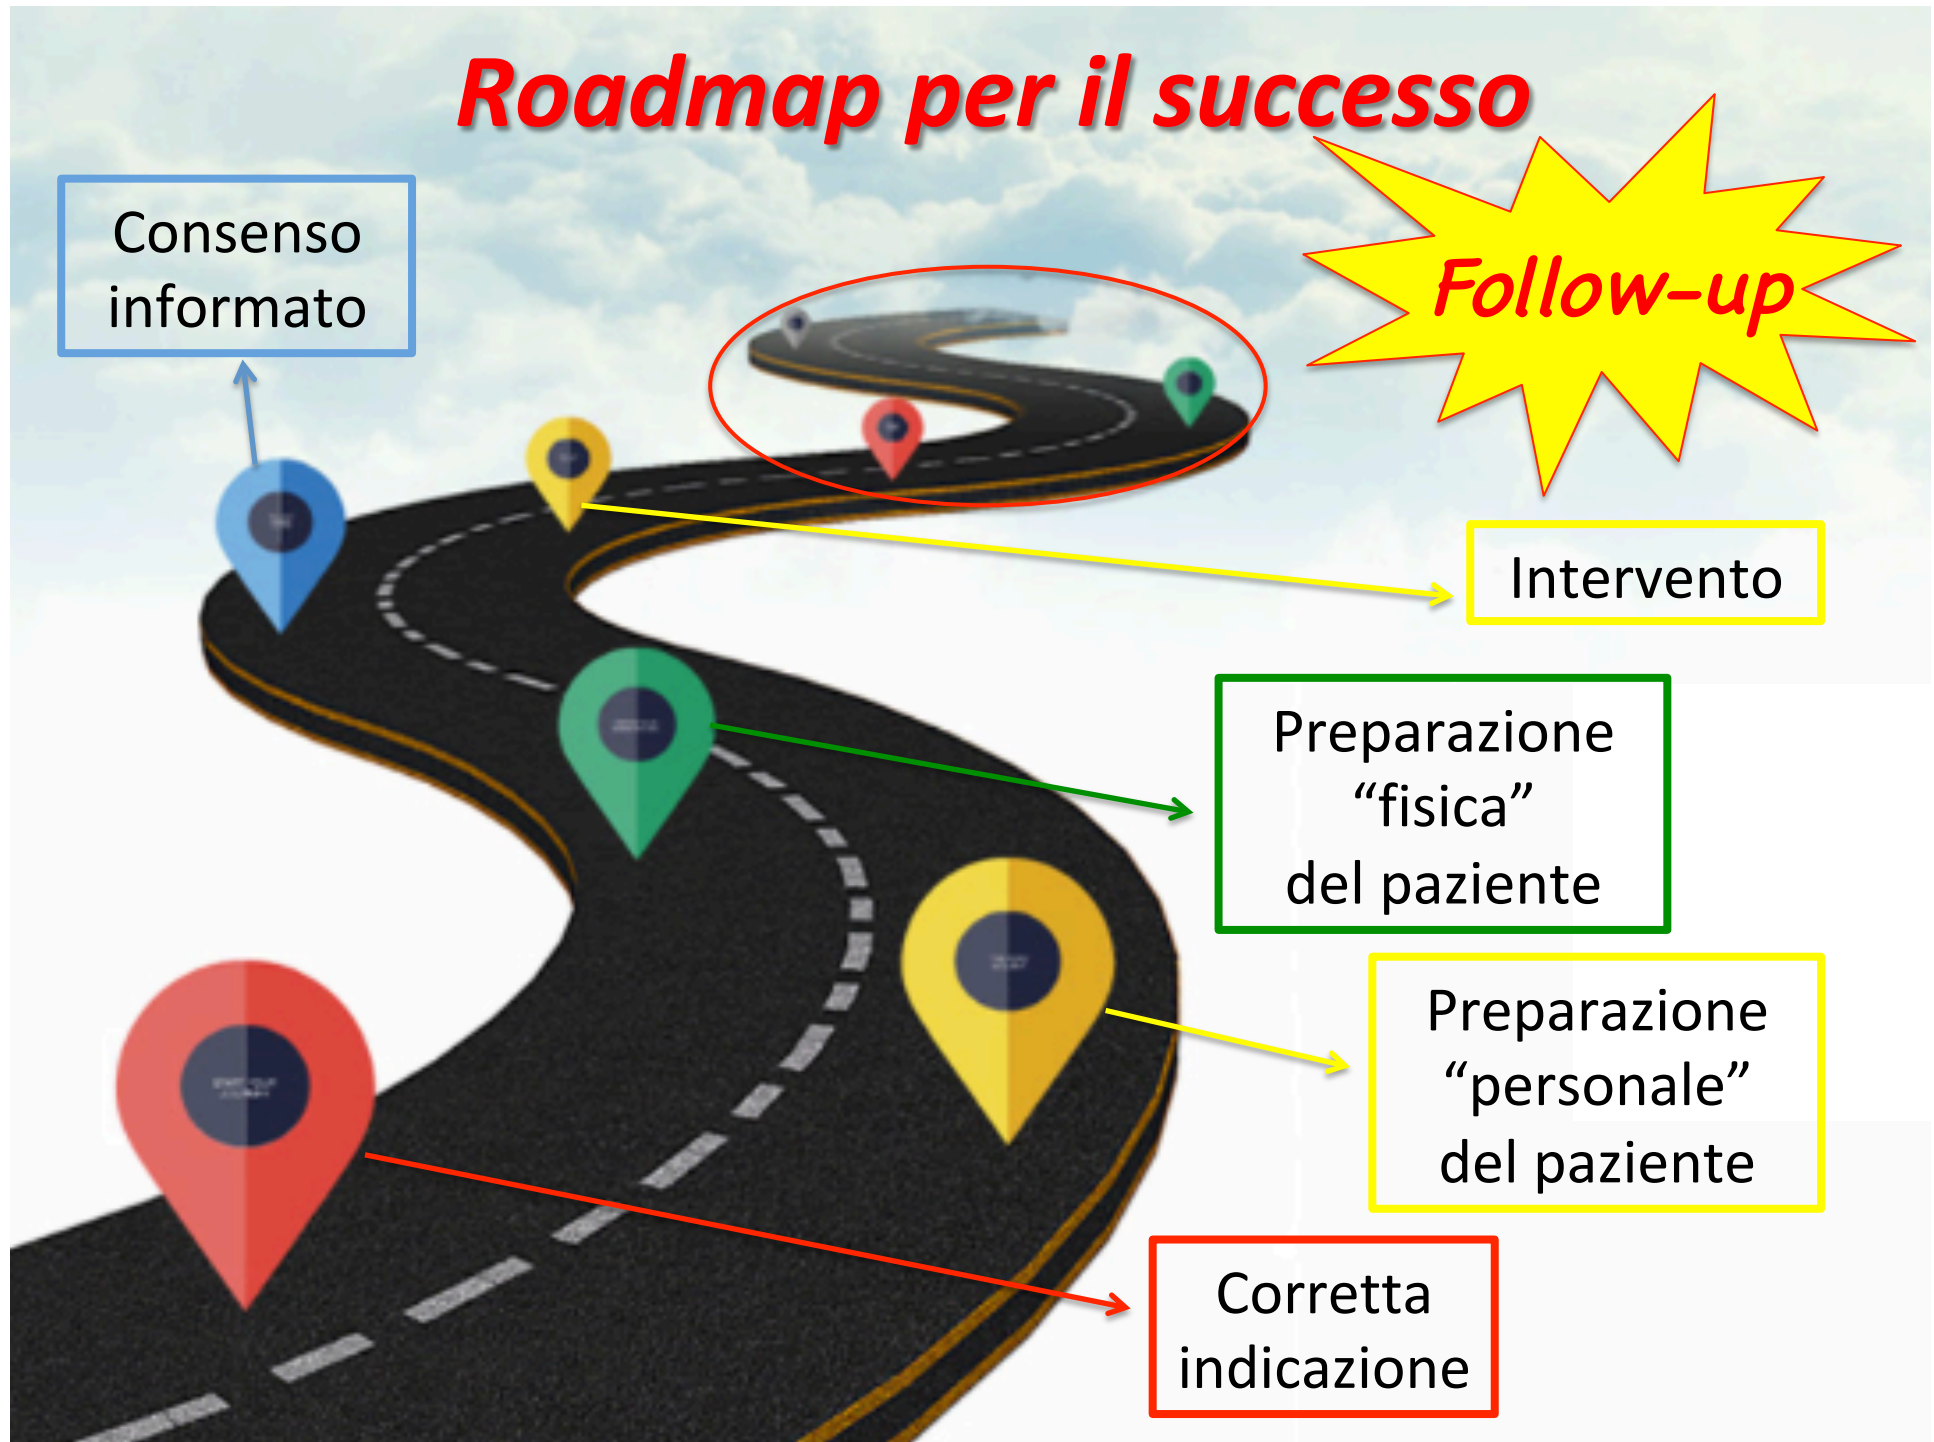 Roadmap per il successo
Consenso
informato
Follow-up
Intervento
Preparazione
“fisica”
del paziente
Preparazione
“personale”
del paziente
Corretta
indicazione